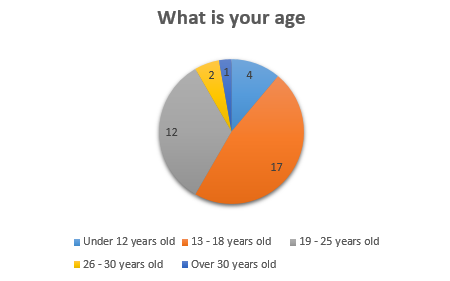 What is your age
1
4
2
12
17
Under 12 years old
13 - 18 years old
19 - 25 years old
26 - 30 years old
Over 30 years old